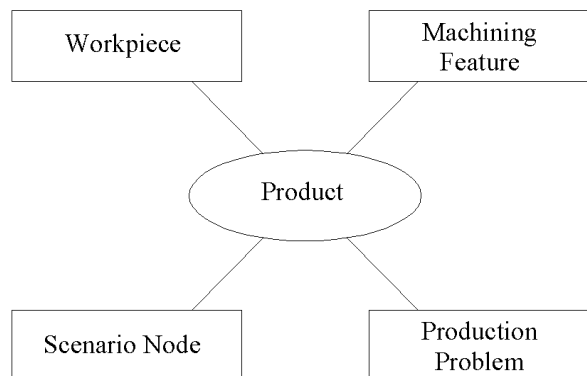 Workpiece
Machining
Feature
Product
Scenario Node
Production
Problem